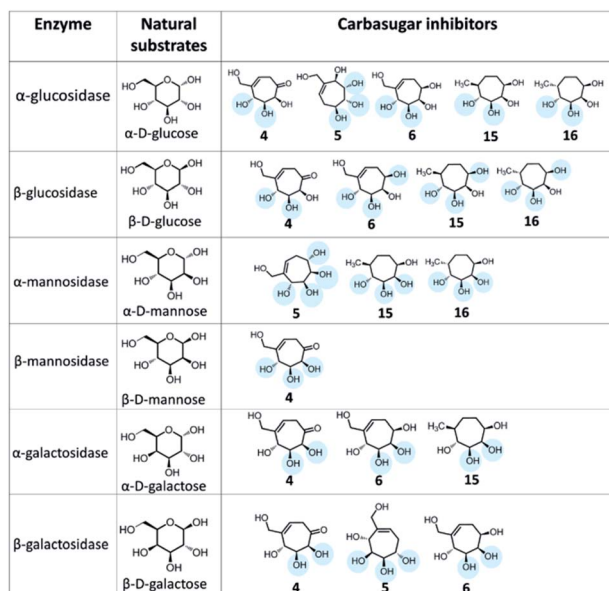 Enzyme Natural substrates Carbasugar inhibitors
α-glucosidase
α-D-glucose
4 5 6 15 16
β-glucosidase
β-D-glucose
4 6 15 16
α-mannosidase
α-D-mannose
5 15 16
β-mannosidase
β-D-mannose
4
α-galactosidase
α-D-galactose
4 6 15
β-galactosidase
β-D-galactose
4 5 6